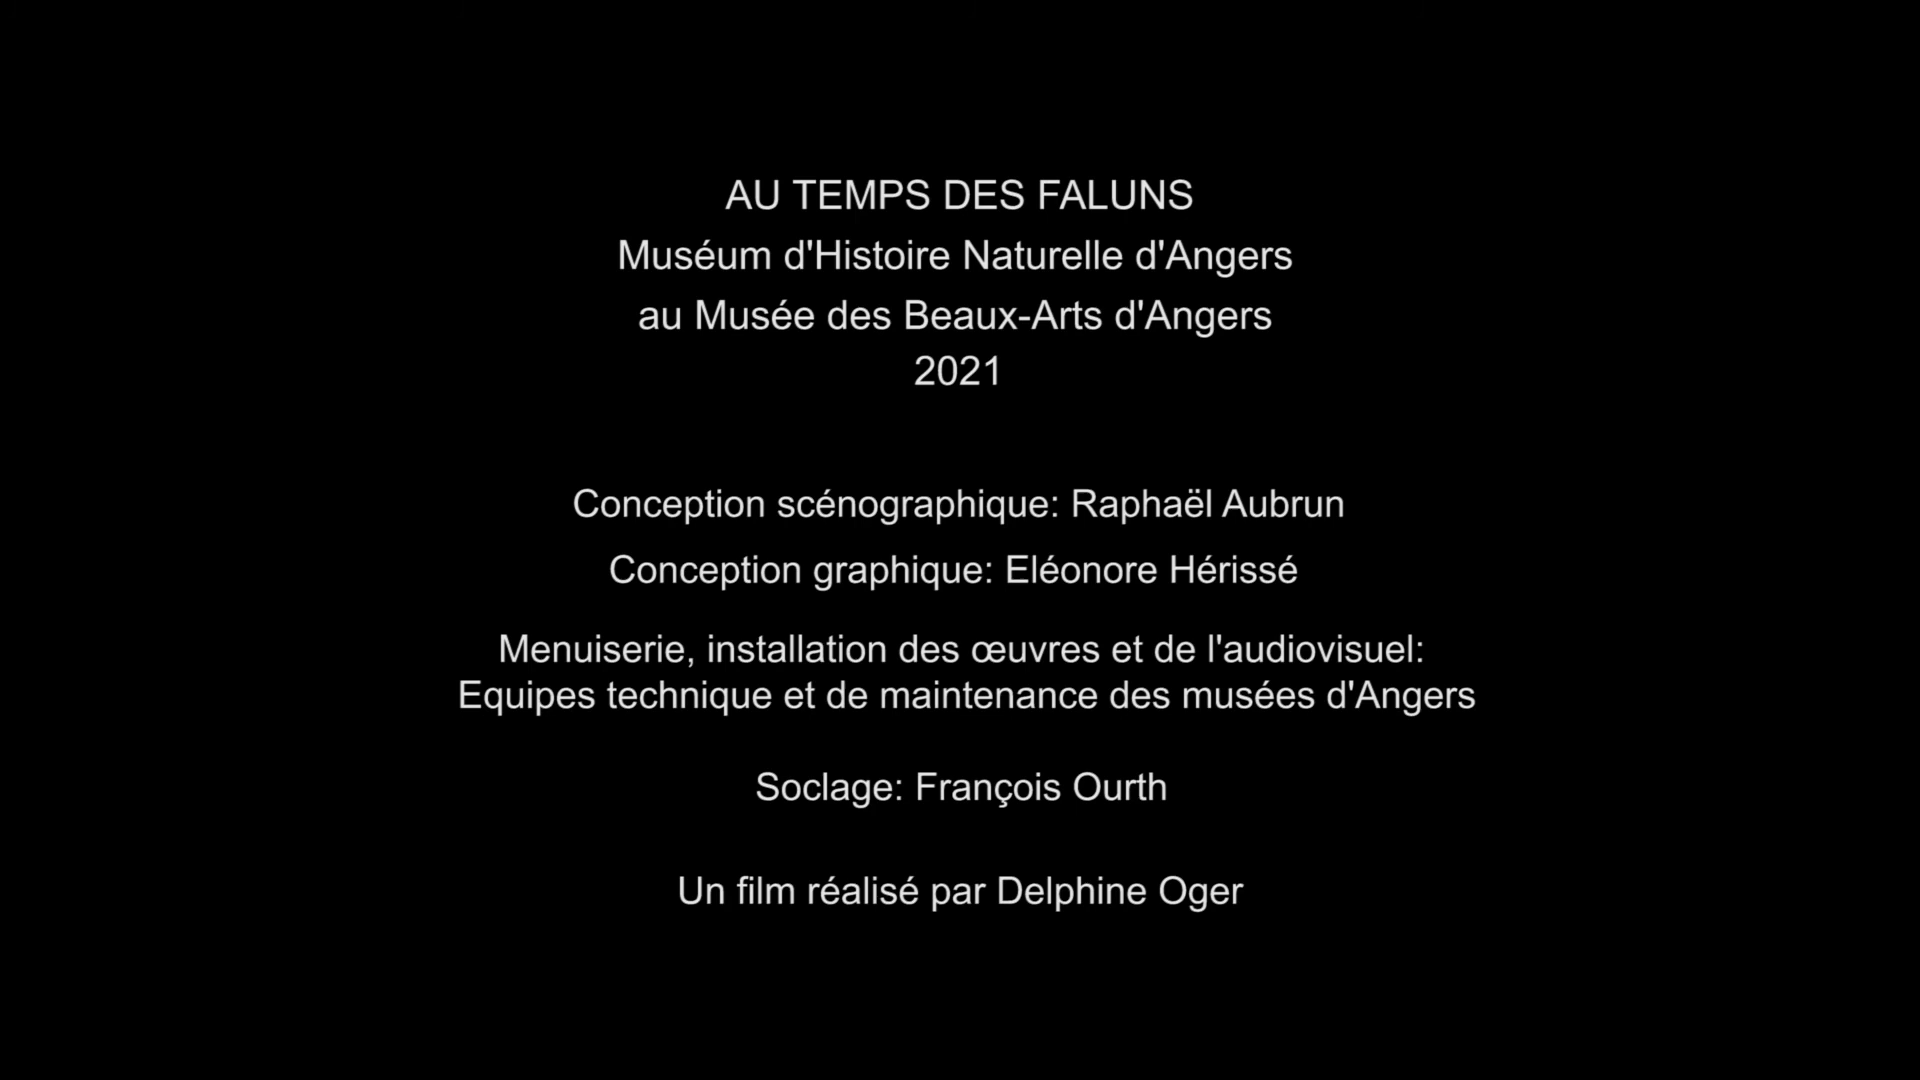 AU TEMPS DES FALUNS
Muséum d'Histoire Naturelle d'Angers
au Musée des Beaux-Arts d'Angers
2021
Conception scénographique: Raphaël Aubrun
Conception graphique: Eléonore Hérissé
Menuiserie, installation des œuvres et de l'audiovisuel:
Equipes technique et de maintenance des musées d'Angers
Soclage: François Ourth
Un film réalisé par Delphine Oger